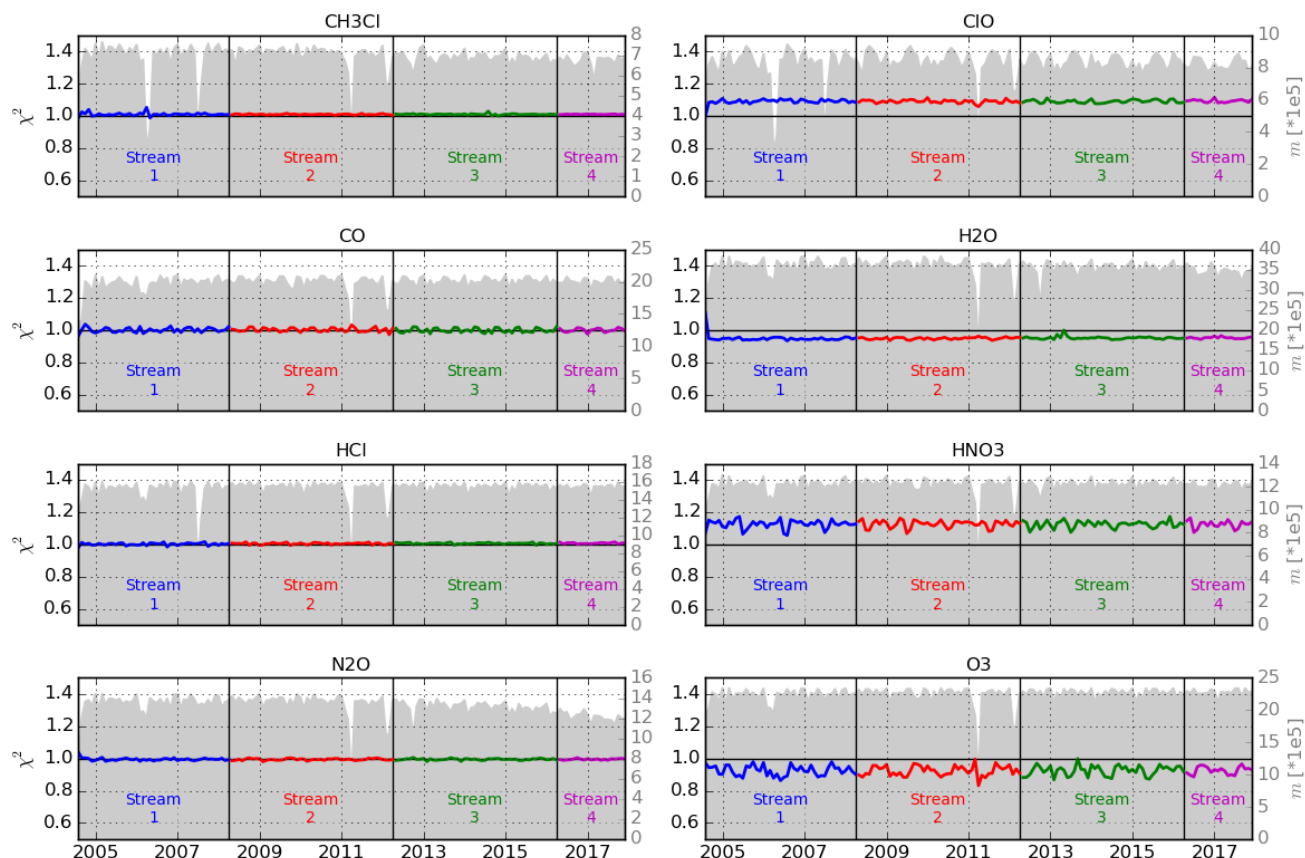 CH3Cl
ClO
1.4
1.2
1.0
0.8
0.6
χ²
Stream
1
Stream
2
Stream
3
Stream
4
8
7
6
5
4
3
2
1
0
1.4
1.2
1.0
0.8
0.6
Stream
1
Stream
2
Stream
3
Stream
4
10
8
6
4
2
0
m [*1e5]
CO
H2O
1.4
1.2
1.0
0.8
0.6
χ²
Stream
1
Stream
2
Stream
3
Stream
4
25
20
15
10
5
0
1.4
1.2
1.0
0.8
0.6
Stream
1
Stream
2
Stream
3
Stream
4
40
35
30
25
20
15
10
5
0
m [*1e5]
HCl
HNO3
1.4
1.2
1.0
0.8
0.6
χ²
Stream
1
Stream
2
Stream
3
Stream
4
18
16
14
12
10
8
6
4
2
0
1.4
1.2
1.0
0.8
0.6
Stream
1
Stream
2
Stream
3
Stream
4
14
12
10
8
6
4
2
0
m [*1e5]
N2O
O3
1.4
1.2
1.0
0.8
0.6
χ²
Stream
1
Stream
2
Stream
3
Stream
4
16
14
12
10
8
6
4
2
0
1.4
1.2
1.0
0.8
0.6
Stream
1
Stream
2
Stream
3
Stream
4
25
20
15
10
5
0
m [*1e5]
2005 2007 2009 2011 2013 2015 2017
2005 2007 2009 2011 2013 2015 2017